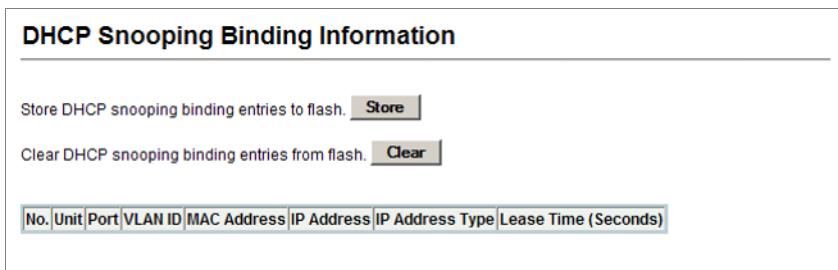 DHCP Snooping Binding Information
Store DHCP snooping binding entries to flash. Store
Clear DHCP snooping binding entries from flash. Clear
No. Unit Port VLAN ID MAC Address IP Address IP Address Type Lease Time (Seconds)